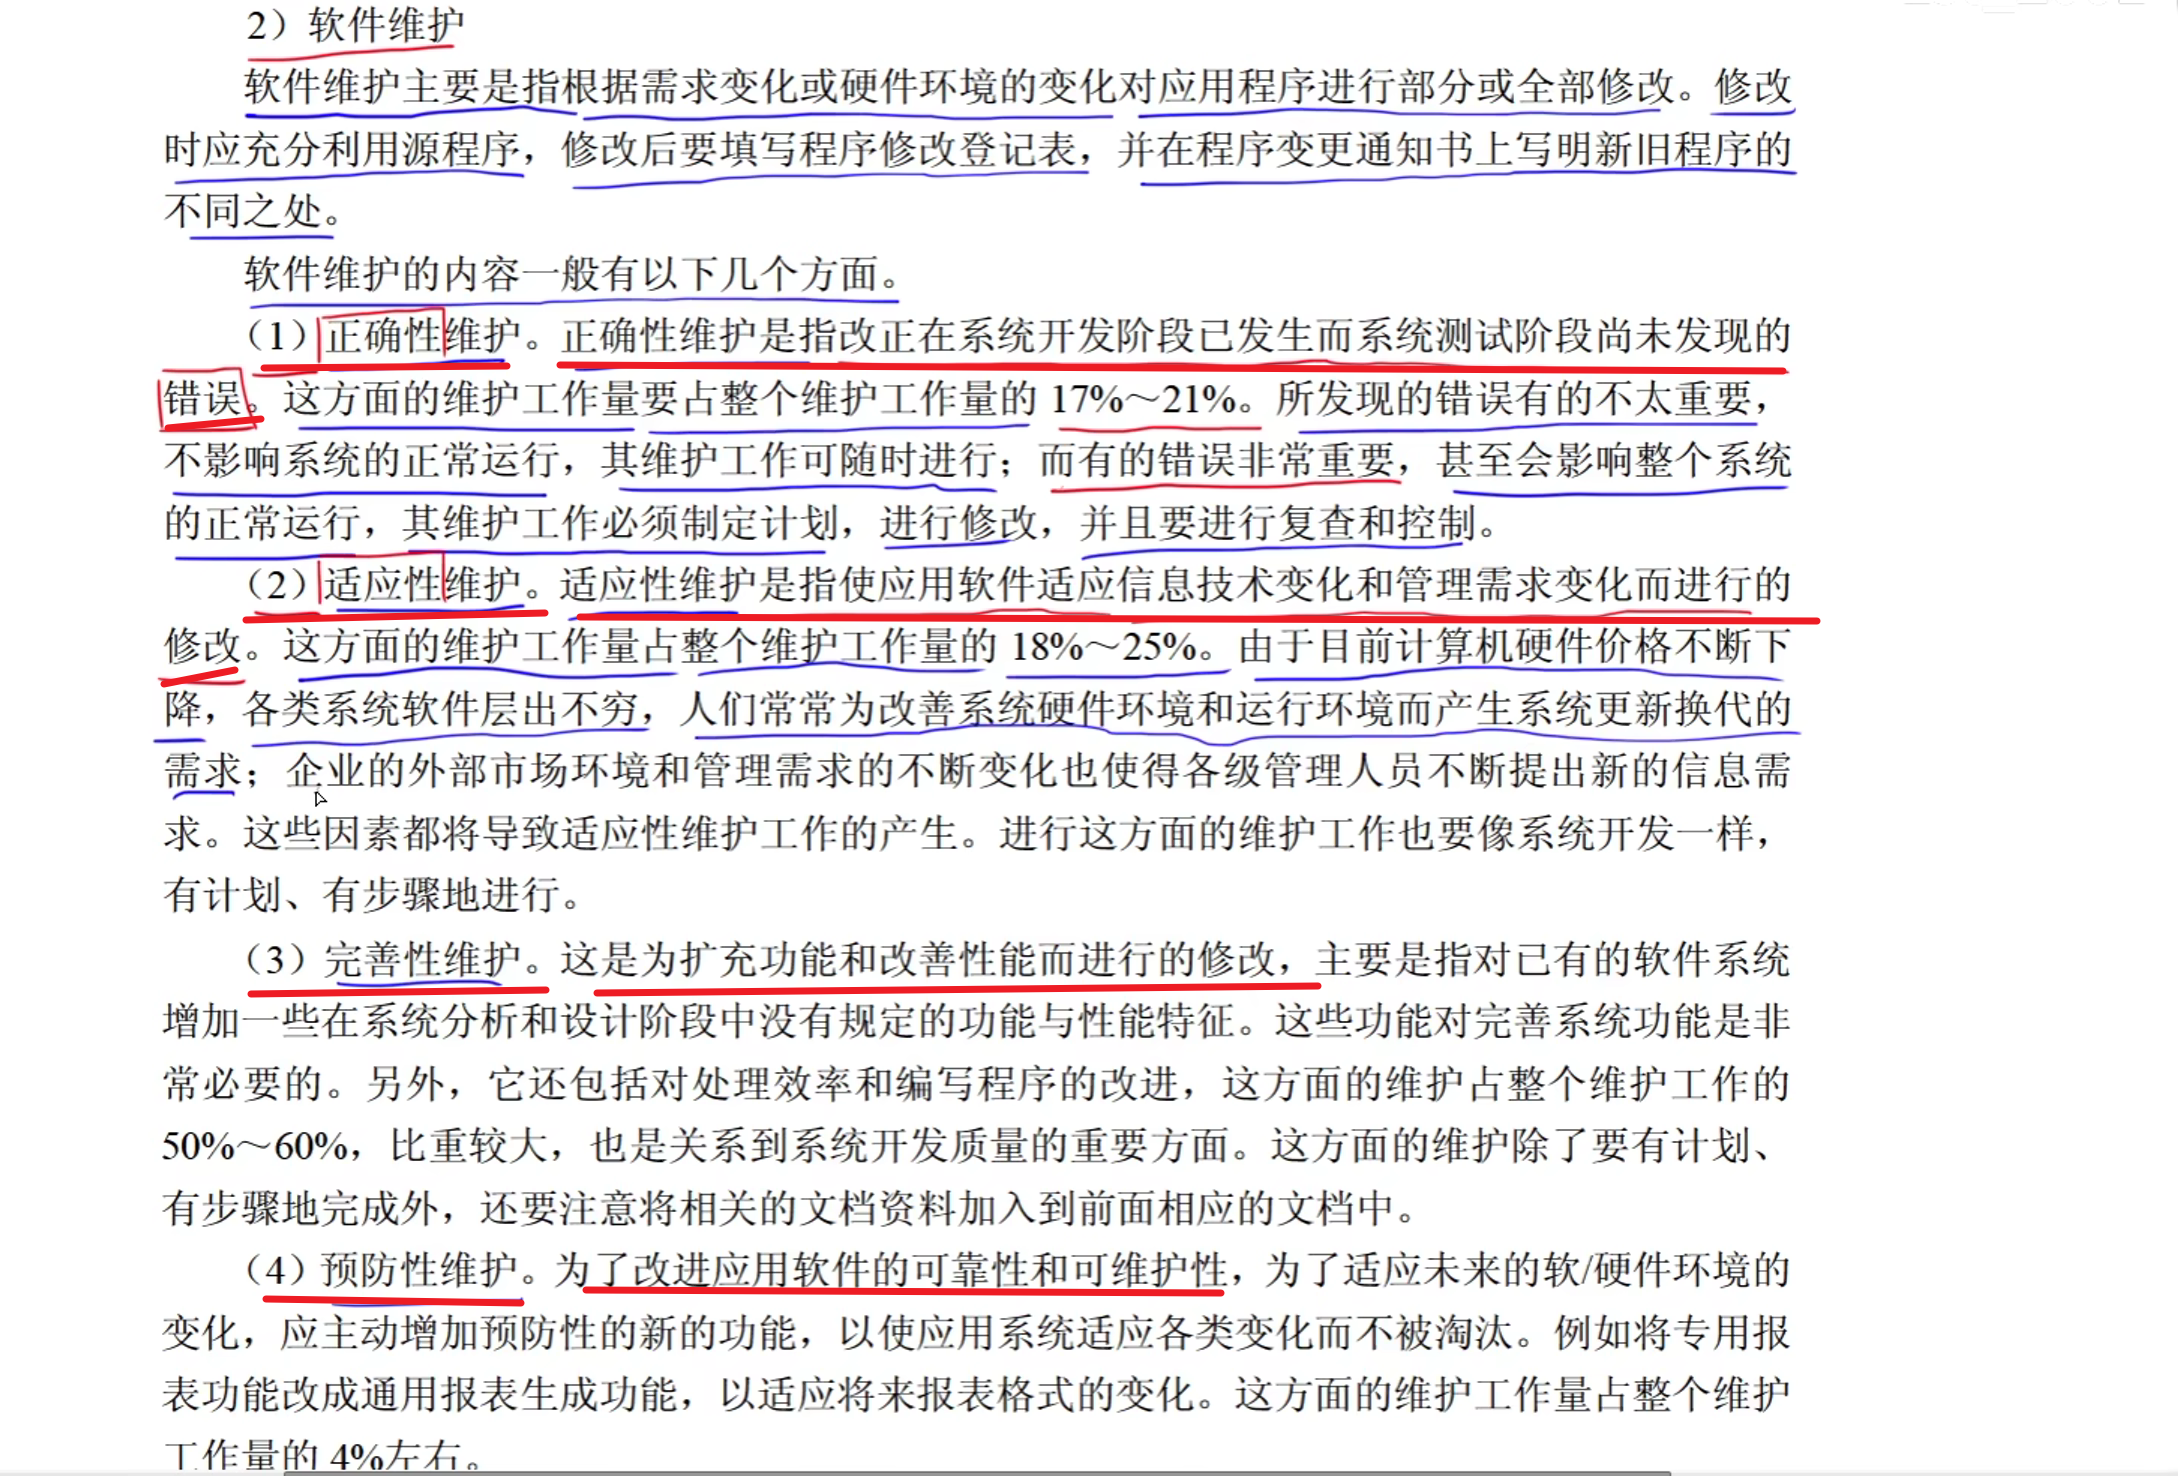 2）软件维护
软件维护主要是指根据需求变化或硬件环境的变化对应用程序进行部分或全部修改。修改
时应充分利用源程序，修改后要填写程序修改登记表，并在程序变更通知书上写明新旧程序的
不同之处。
软件维护的内容一般有以下几个方面。
（1）正确性维护。正确性维护是指改正在系统开发阶段已发生而系统测试阶段尚未发现的
错误。这方面的维护工作量要占整个维护工作量的 17%～21%。所发现的错误有的不太重要，
不影响系统的正常运行，其维护工作可随时进行；而有的错误非常重要，甚至会影响整个系统
的正常运行，其维护工作必须制定计划，进行修改，并且要进行复查和控制。
（2）适应性维护。适应性维护是指使应用软件适应信息技术变化和管理需求变化而进行的
修改。这方面的维护工作量占整个维护工作量的 18%～25%。由于目前计算机硬件价格不断下
降，各类系统软件层出不穷，人们常常为改善系统硬件环境和运行环境而产生系统更新换代的
需求；企业的外部市场环境和管理需求的不断变化也使得各级管理人员不断提出新的信息需
求。这些因素都将导致适应性维护工作的产生。进行这方面的维护工作也要像系统开发一样，
有计划、有步骤地进行。
（3）完善性维护。这是为扩充功能和改善性能而进行的修改，主要是指对已有的软件系统
增加一些在系统分析和设计阶段中没有规定的功能与性能特征。这些功能对完善系统功能是非
常必要的。另外，它还包括对处理效率和编写程序的改进，这方面的维护占整个维护工作的
50%～60%，比重较大，也是关系到系统开发质量的重要方面。这方面的维护除了要有计划、
有步骤地完成外，还要注意将相关的文档资料加入到前面相应的文档中。
（4）预防性维护。为了改进应用软件的可靠性和可维护性，为了适应未来的软/硬件环境的
变化，应主动增加预防性的新的功能，以使应用系统适应各类变化而不被淘汰。例如将专用报
表功能改成通用报表生成功能，以适应将来报表格式的变化。这方面的维护工作量占整个维护
工作量的 4%左右。